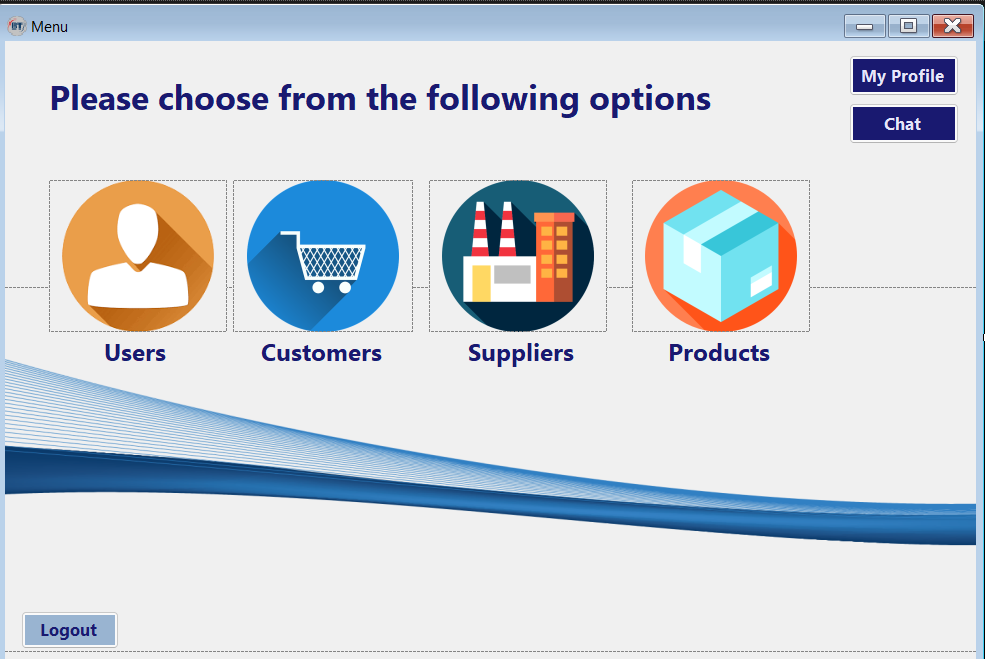 BT
Menu
Please choose from the following options
My Profile
Chat
Users
Customers
Suppliers
Products
Logout